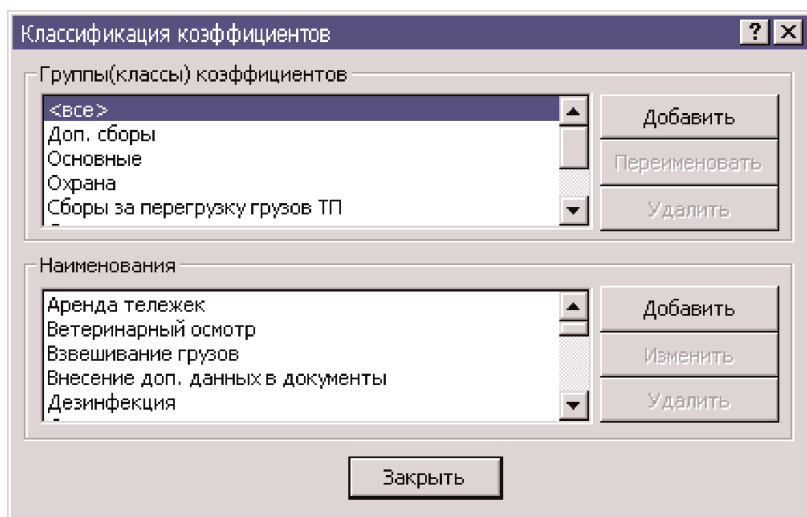 Классификация коэффициентов
Группы(классы) коэффициентов
<все>
Доп. сборы
Основные
Охрана
Сборы за перегрузку грузов ТП
Добавить
Переименовать
Удалить
Наименования
Аренда тележек
Ветеринарный осмотр
Взвешивание грузов
Внесение доп. данных в документы
Дезинфекция
Добавить
Изменить
Удалить
Закрыть